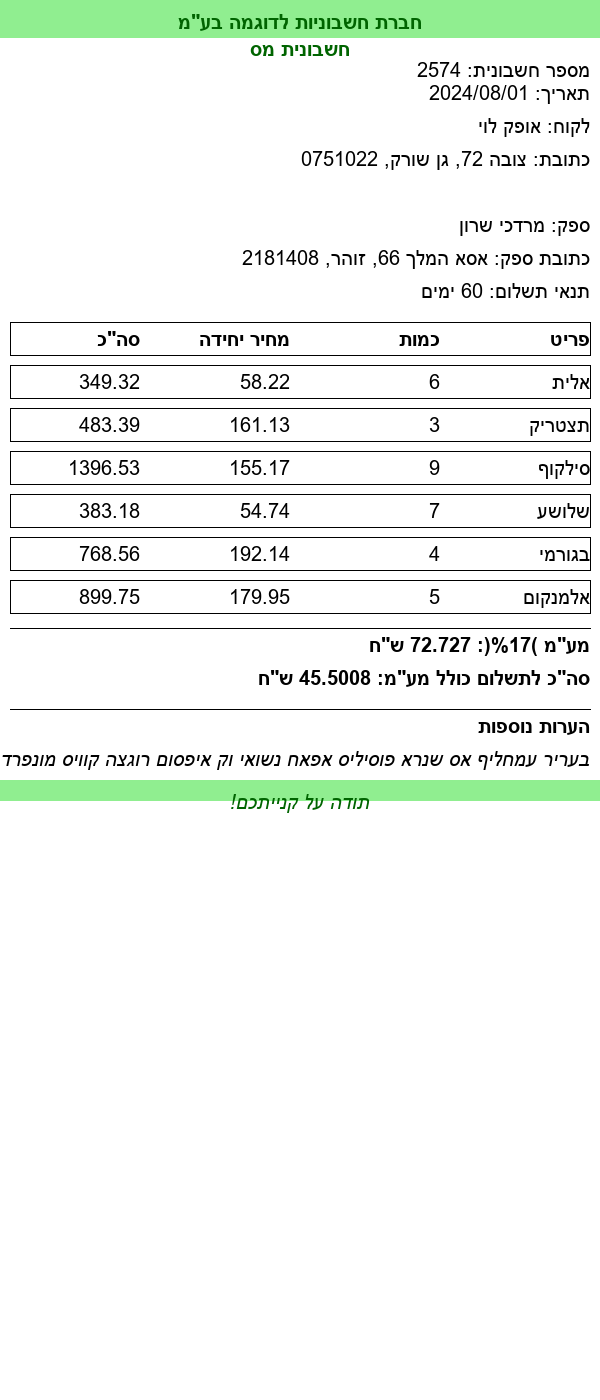 חברת חשבוניות לדוגמה בע"מ
חשבונית מס
מספר חשבונית: 2574
תאריך: 2024/08/01
לקוח: אופק לוי
כתובת: צובה 72, גן שורק, 0751022
ספק: מרדכי שרון
כתובת ספק: אסא המלך 66, זוהר, 2181408
תנאי תשלום: 60 ימים
פריט כמות מחיר יחידה סה"כ
אלית 6 58.22 349.32
תצטריק 3 161.13 483.39
סילקוף 9 155.17 1396.53
שלושע 7 54.74 383.18
בגורמי 4 192.14 768.56
אלמנקום 5 179.95 899.75
מע"מ )17%(: 72.727 ש"ח
סה"כ לתשלום כולל מע"מ: 45.5008 ש"ח
הערות נוספות
בעריר עמחליף אס שנרא פוסיליס אפאח נשואי וק איפסום רוגצה קוויס מונפרד
תודה על קנייתכם!